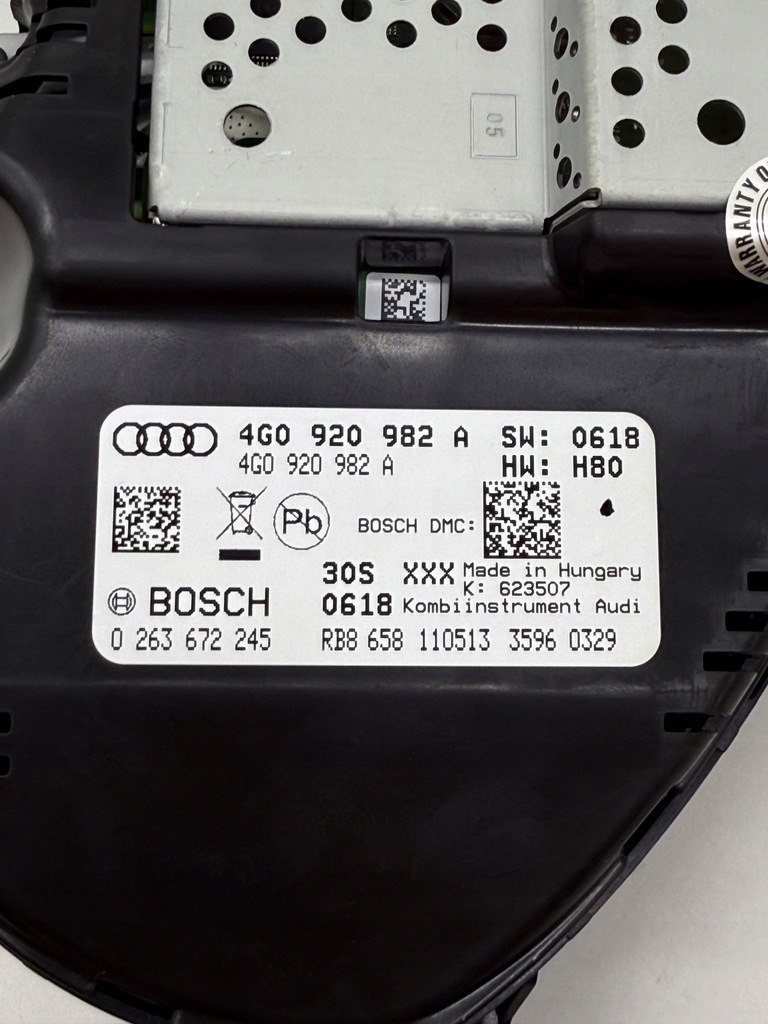 05
WARRANTY
4G0 920 982 A SW: 0618
4G0 920 982 A HW: H80
Pb BOSCH DMC:
30S XXX Made in Hungary
K: 623507
BOSCH 0618 Kombiinstrument Audi
0 263 672 245 RB8 658 110513 3596 0329